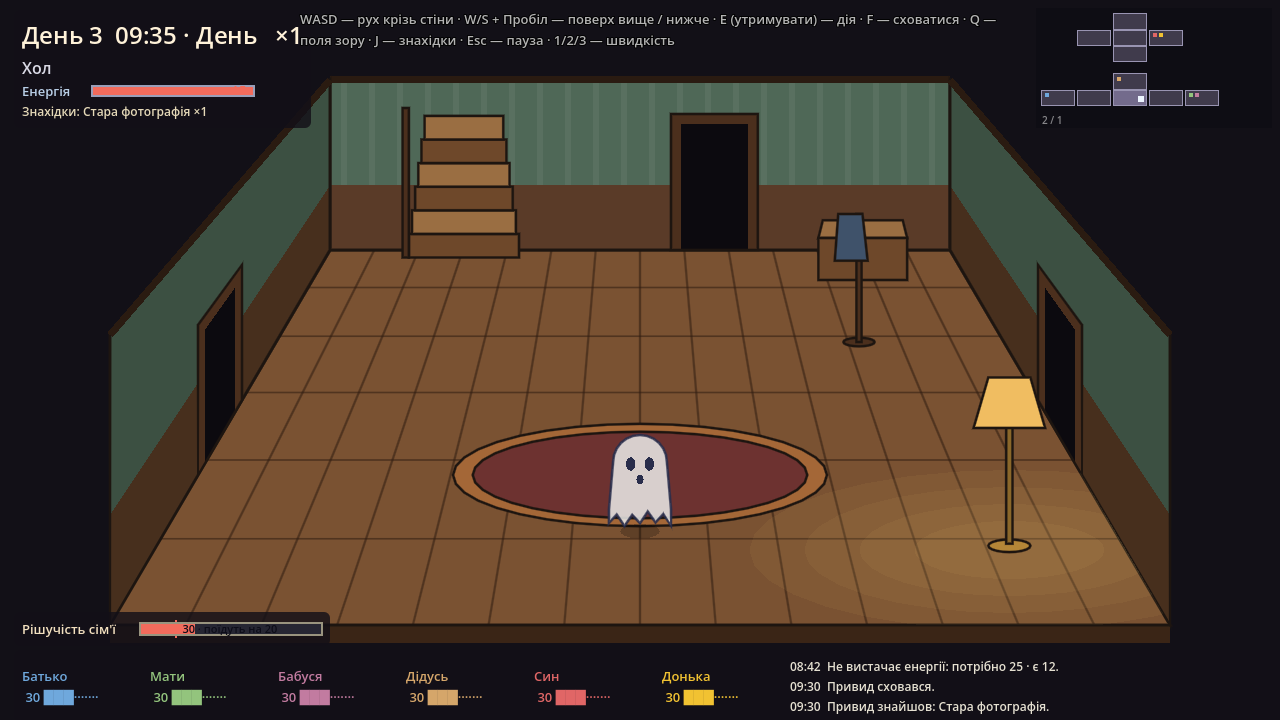 День 3 09:35 · День ×1
WASD — рух крізь стіни · W/S + Пробіл — поверх вище / нижче · E (утримувати) — дія · F — сховатися · Q —
поля зору · J — знахідки · Esc — пауза · 1/2/3 — швидкість
Хол
Енергія
Знахідки: Стара фотографія ×1
2 / 1
Рішучість сім'ї
30 · поїдуть на 20
Батько
30
Мати
30
Бабуся
30
Дідусь
30
Син
30
Донька
30
08:42 Не вистачає енергії: потрібно 25 · є 12.
09:30 Привид сховався.
09:30 Привид знайшов: Стара фотографія.